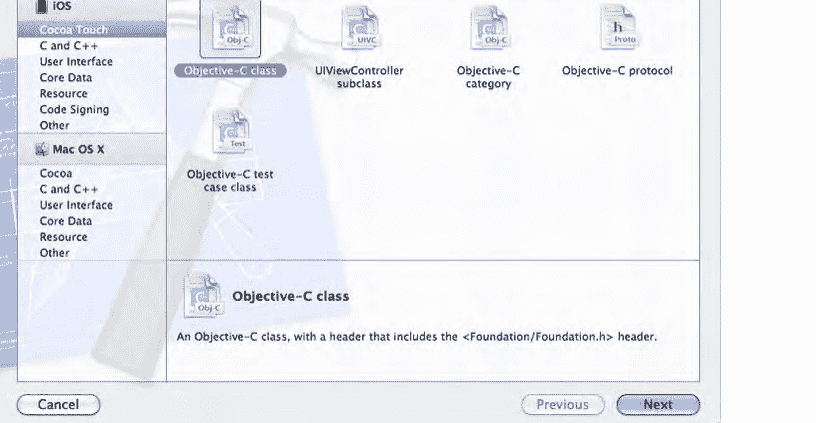 iOS
Cocoa Touch
C and C++
User Interface
Core Data
Resource
Code Signing
Other
Mac OS X
Cocoa
C and C++
User Interface
Core Data
Resource
Other
Obj-C
Objective-C class
UIVC
UIViewController
subclass
Obj-C
Objective-C
category
h
Proto
Objective-C protocol
Test
Objective-C test
case class
Obj-C
Objective-C class
An Objective-C class, with a header that includes the <Foundation/Foundation.h> header.
Cancel
Previous
Next